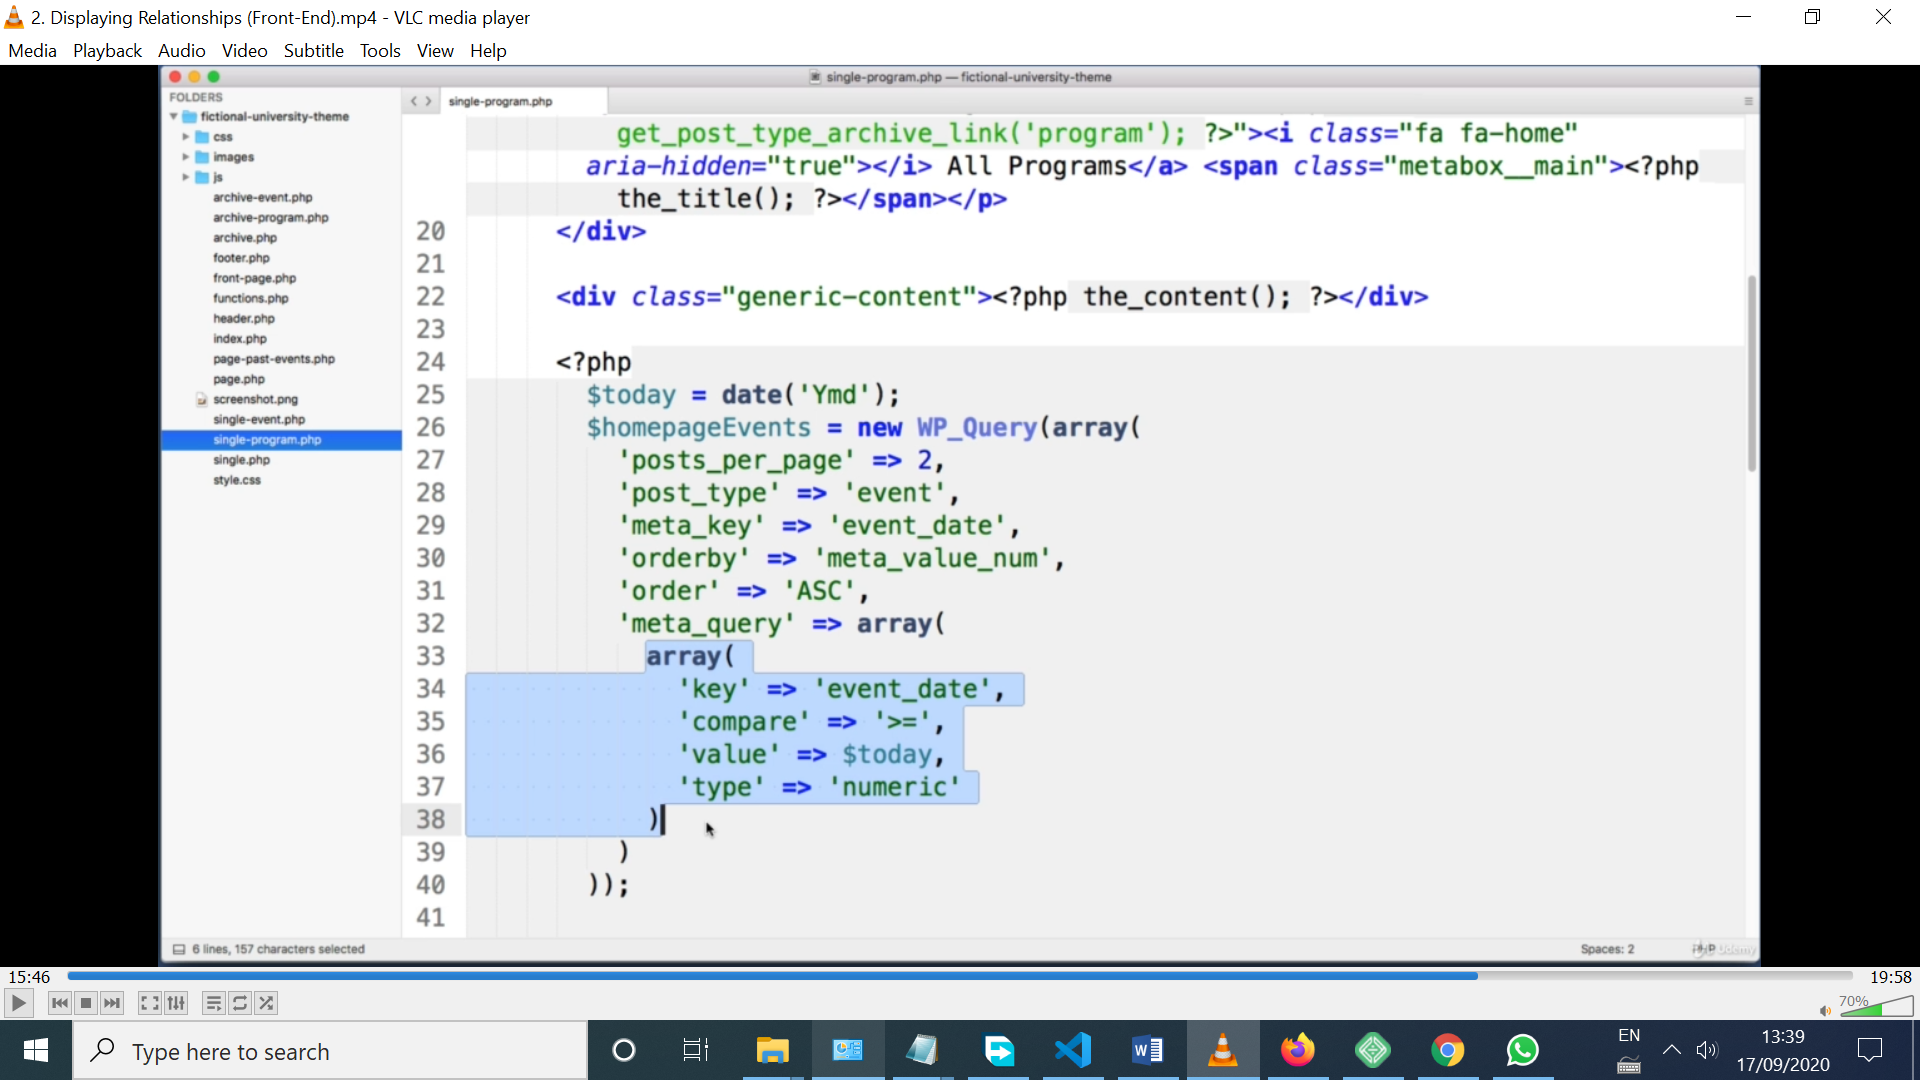 2. Displaying Relationships (Front-End).mp4 - VLC media player
Media Playback Audio Video Subtitle Tools View Help
single-program.php — fictional-university-theme
FOLDERS
fictional-university-theme
css
images
js
archive-event.php
archive-program.php
archive.php
footer.php
front-page.php
functions.php
header.php
index.php
page-past-events.php
page.php
screenshot.png
single-event.php
single-program.php
single.php
style.css
single-program.php
get_post_type_archive_link('program'); ?>"><i class="fa fa-home"
aria-hidden="true"></i> All Programs</a> <span class="metabox__main"><?php
the_title(); ?></span></p>
20 </div>
21
22 <div class="generic-content"><?php the_content(); ?></div>
23
24 <?php
25 $today = date('Ymd');
26 $homepageEvents = new WP_Query(array(
27 'posts_per_page' => 2,
28 'post_type' => 'event',
29 'meta_key' => 'event_date',
30 'orderby' => 'meta_value_num',
31 'order' => 'ASC',
32 'meta_query' => array(
33 array(
34 'key' => 'event_date',
35 'compare' => '>=',
36 'value' => $today,
37 'type' => 'numeric'
38 )
39 )
40 ));
41
6 lines, 157 characters selected
Spaces: 2
15:46
19:58
70%
Type here to search
EN
13:39
17/09/2020